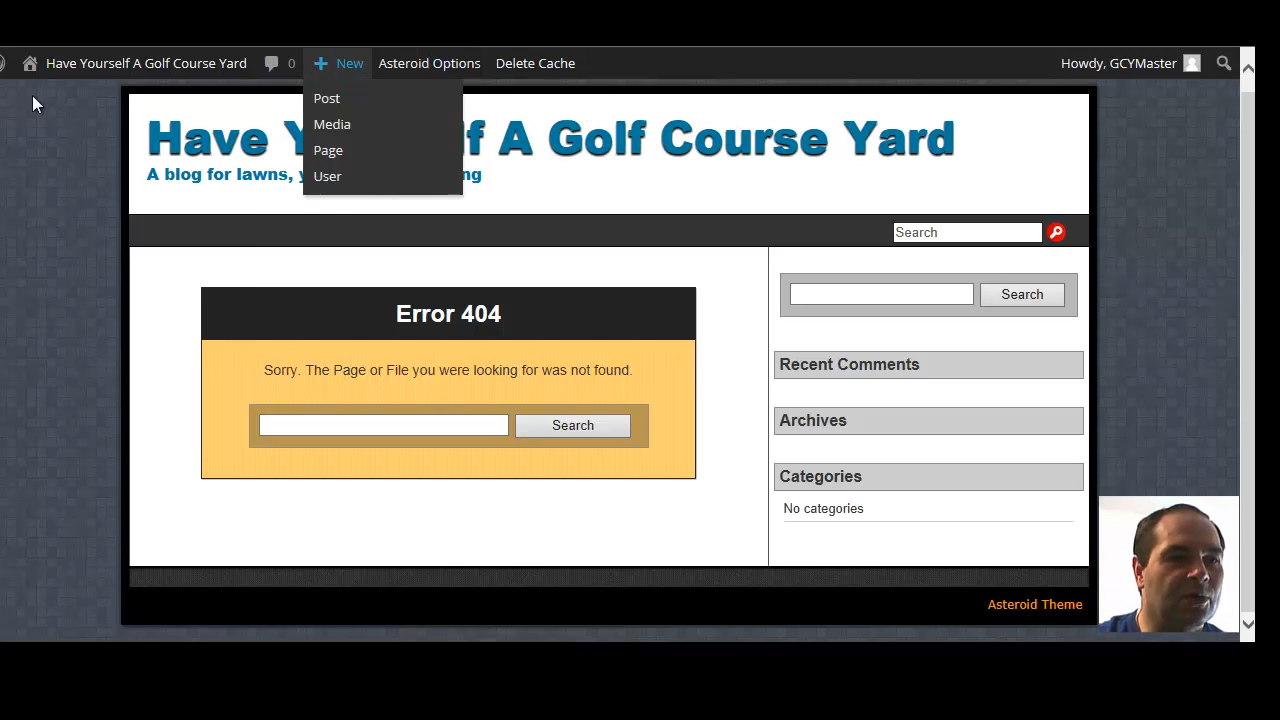 Have Yourself A Golf Course Yard 0 New Asteroid Options Delete Cache Howdy, GCYMaster
Post
Media
Page
User
Have Y f A Golf Course Yard
A blog for lawns, y ng
Search
Error 404
Sorry. The Page or File you were looking for was not found.
Search
Search
Recent Comments
Archives
Categories
No categories
Asteroid Theme